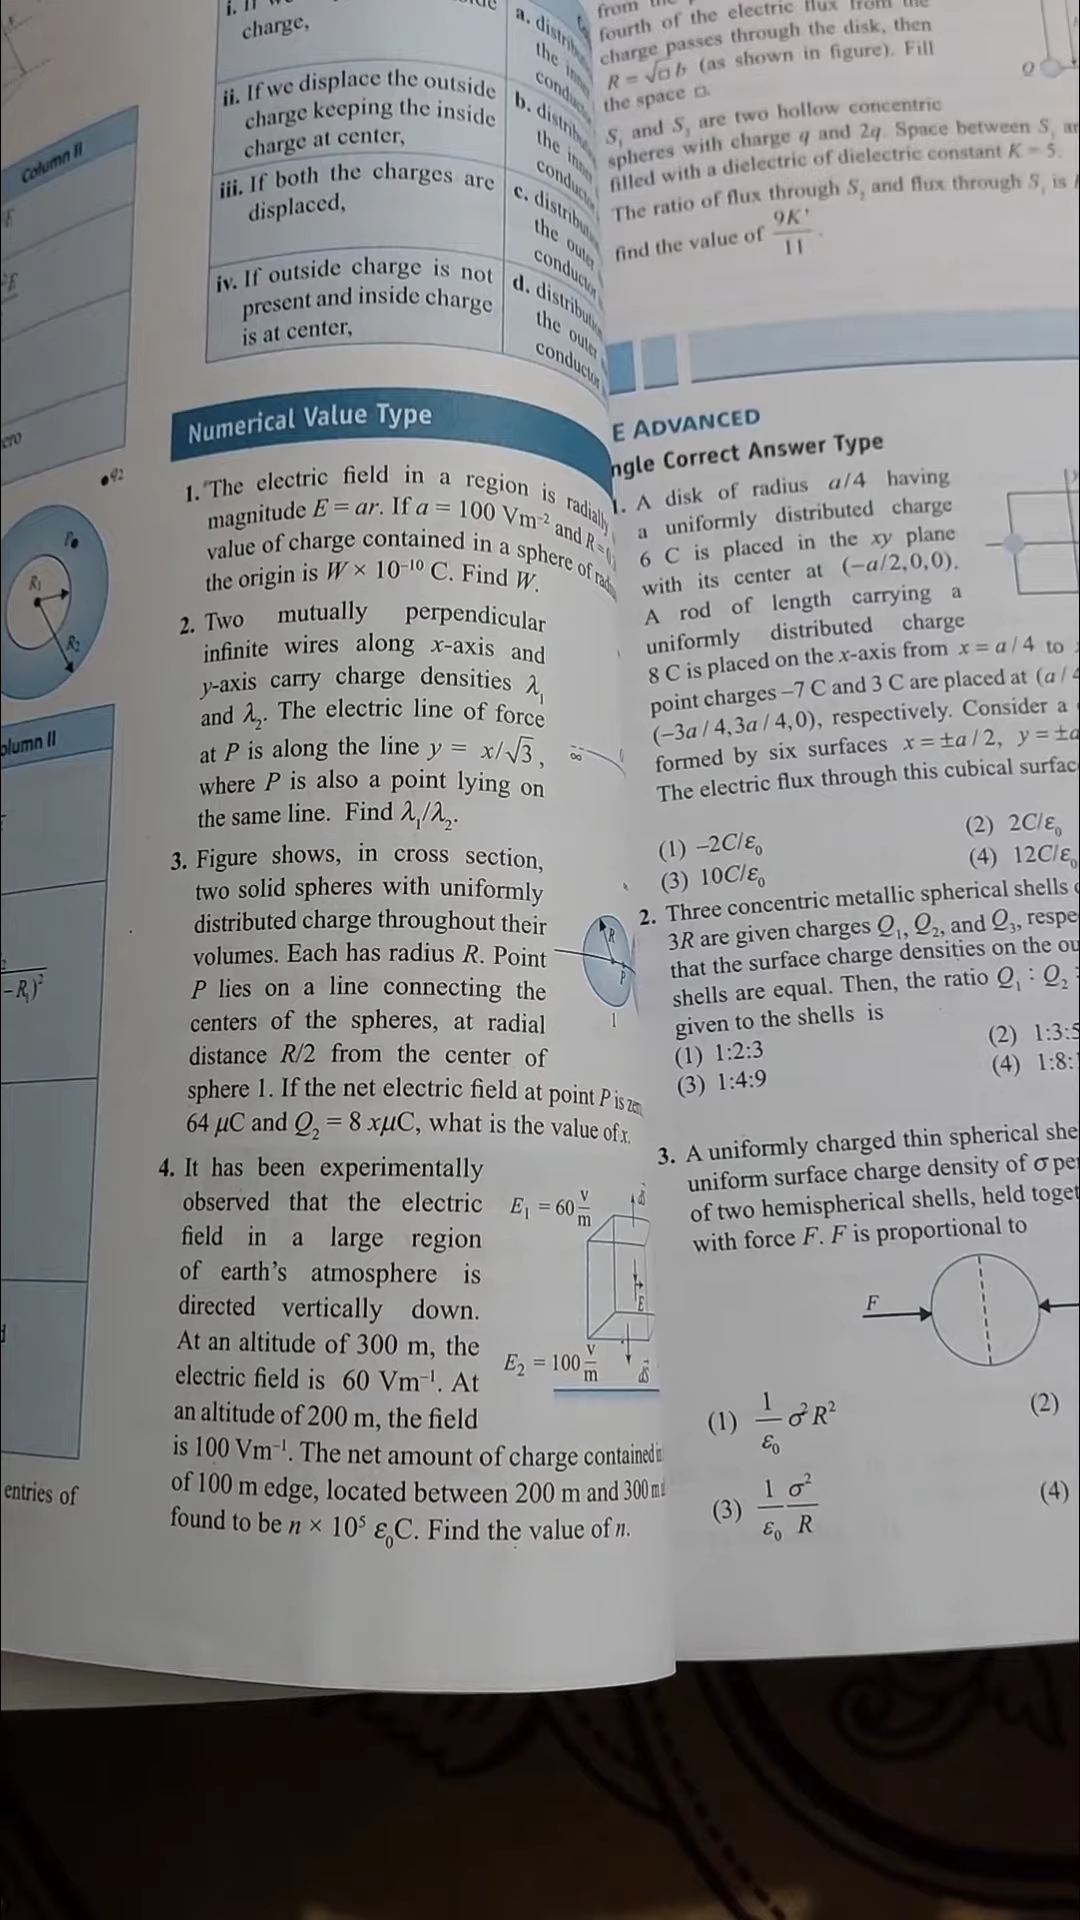 Column II
ero
q2
R1
R2
olumn II
entries of
charge,
ii. If we displace the outside
charge keeping the inside
charge at center,
iii. If both the charges are
displaced,
iv. If outside charge is not
present and inside charge
is at center,
a.
the
b.
the
c.
the outer
conductor
d.
the outer
conductor
Numerical Value Type
1. The electric field in a region is radially
magnitude E = ar. If a = 100 Vm⁻² and R =
value of charge contained in a sphere of
the origin is W × 10⁻¹⁰ C. Find W.
2. Two mutually perpendicular
infinite wires along x-axis and
y-axis carry charge densities λ₁
and λ₂. The electric line of force
at P is along the line y = x/√3,
where P is also a point lying on
the same line. Find λ₁/λ₂.
∞
3. Figure shows, in cross section,
two solid spheres with uniformly
distributed charge throughout their
volumes. Each has radius R. Point
P lies on a line connecting the
centers of the spheres, at radial
distance R/2 from the center of
sphere 1. If the net electric field at point P is
64 μC and Q₂ = 8 xμC, what is the value of x.
R
P
1
4. It has been experimentally
observed that the electric
field in a large region
of earth's atmosphere is
directed vertically down.
At an altitude of 300 m, the
electric field is 60 Vm⁻¹. At
an altitude of 200 m, the field
is 100 Vm⁻¹. The net amount of charge contained
of 100 m edge, located between 200 m and 300 m
found to be n × 10⁵ ε₀C. Find the value of n.
E₁ = 60 v/m
E
E₂ = 100 v/m
fourth of the electric flux from the
charge passes through the disk, then
R = √□ b (as shown in figure). Fill
the space □.
Q
S₁ and S₂ are two hollow concentric
spheres with charge q and 2q. Space between S₁
filled with a dielectric of dielectric constant K = 5.
The ratio of flux through S₂ and flux through S₁ is
find the value of 9K'/11.
E ADVANCED
ngle Correct Answer Type
1. A disk of radius a/4 having
a uniformly distributed charge
6 C is placed in the xy plane
with its center at (−a/2,0,0).
A rod of length carrying a
uniformly distributed charge
8 C is placed on the x-axis from x = a/4 to
point charges −7 C and 3 C are placed at (a/4
(−3a/4,3a/4,0), respectively. Consider a
formed by six surfaces x = ±a/2, y = ±a
The electric flux through this cubical surfac
(1) −2C/ε₀
(2) 2C/ε₀
(3) 10C/ε₀
(4) 12C/ε₀
2. Three concentric metallic spherical shells
3R are given charges Q₁, Q₂, and Q₃, respe
that the surface charge densities on the ou
shells are equal. Then, the ratio Q₁ : Q₂ :
given to the shells is
(1) 1:2:3
(2) 1:3:5
(3) 1:4:9
(4) 1:8:
3. A uniformly charged thin spherical she
uniform surface charge density of σ per
of two hemispherical shells, held toget
with force F. F is proportional to
F
(1) 1/ε₀ σ²R²
(2)
(3) 1/ε₀ σ²/R
(4)